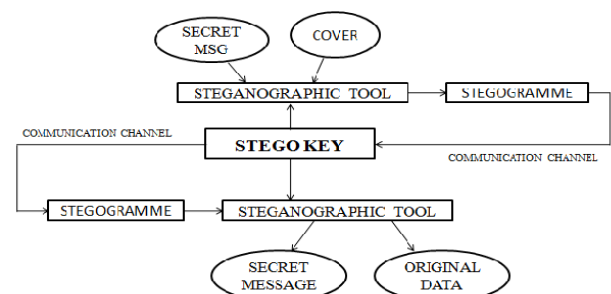 SECRET
MSG
COVER
STEGANOGRAPHIC TOOL
STEGOGRAMME
COMMUNICATION CHANNEL
STEGO KEY
COMMUNICATION CHANNEL
STEGOGRAMME
STEGANOGRAPHIC TOOL
SECRET
MESSAGE
ORIGINAL
DATA